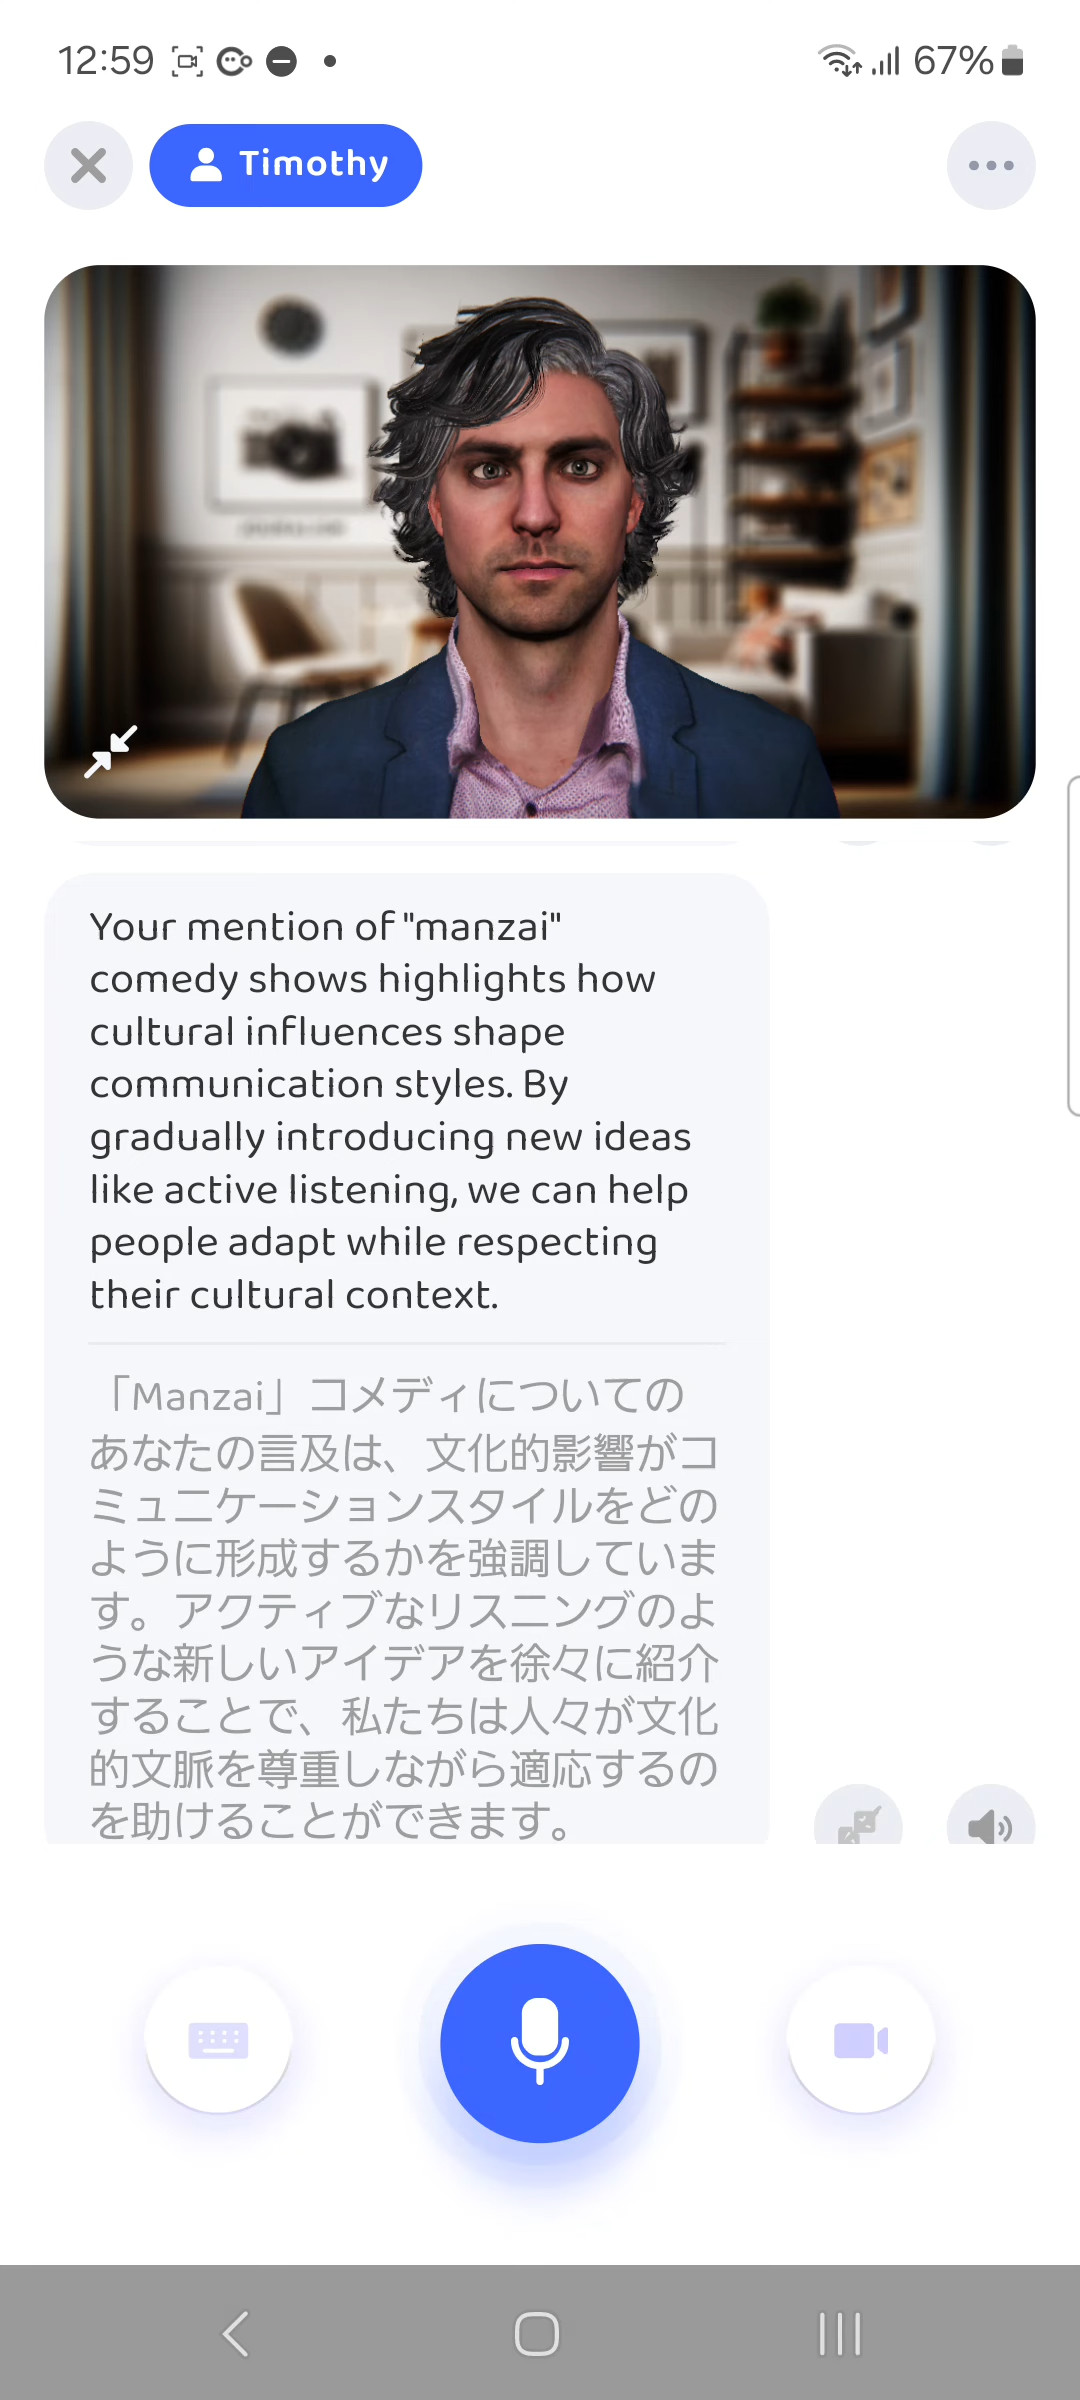 12:59
67%
Timothy
Your mention of "manzai"
comedy shows highlights how
cultural influences shape
communication styles. By
gradually introducing new ideas
like active listening, we can help
people adapt while respecting
their cultural context.
「Manzai」コメディについての
あなたの言及は、文化的影響がコ
ミュニケーションスタイルをどの
ように形成するかを強調していま
す。アクティブなリスニングのよ
うな新しいアイデアを徐々に紹介
することで、私たちは人々が文化
的文脈を尊重しながら適応するの
を助けることができます。